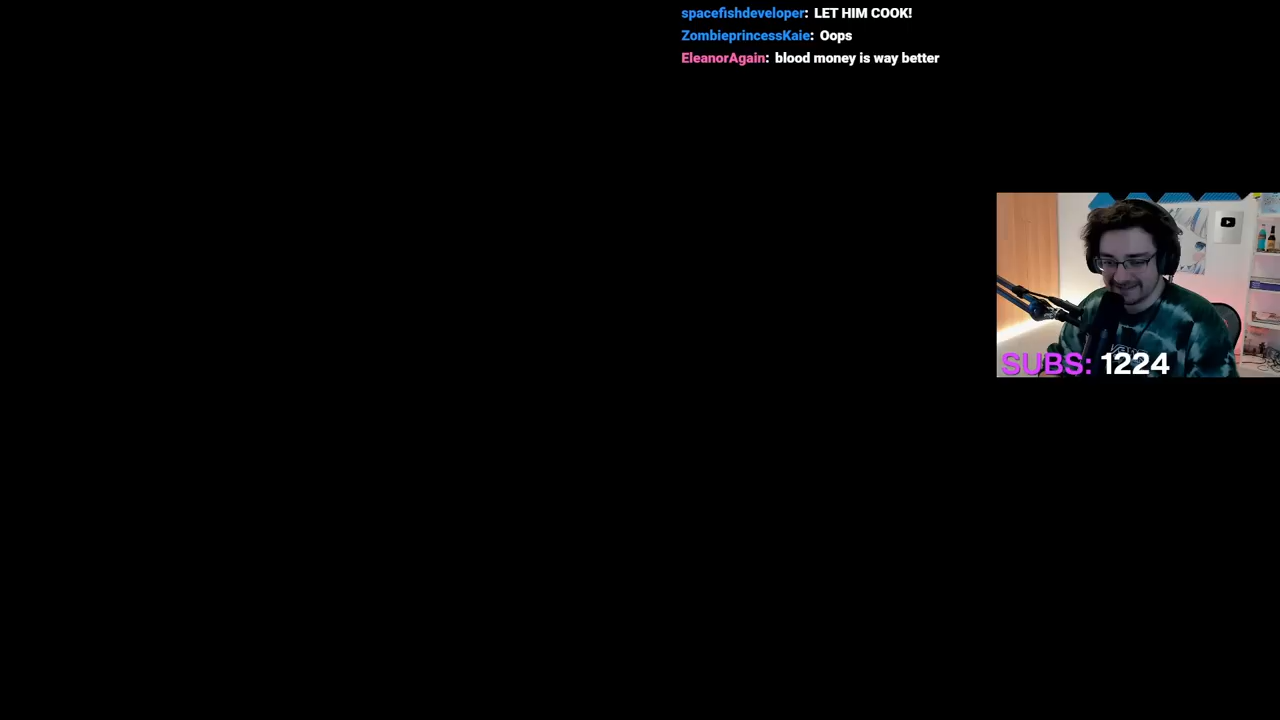 spacefishdeveloper: LET HIM COOK!
ZombieprincessKaie: Oops
EleanorAgain: blood money is way better
SUBS: 1224